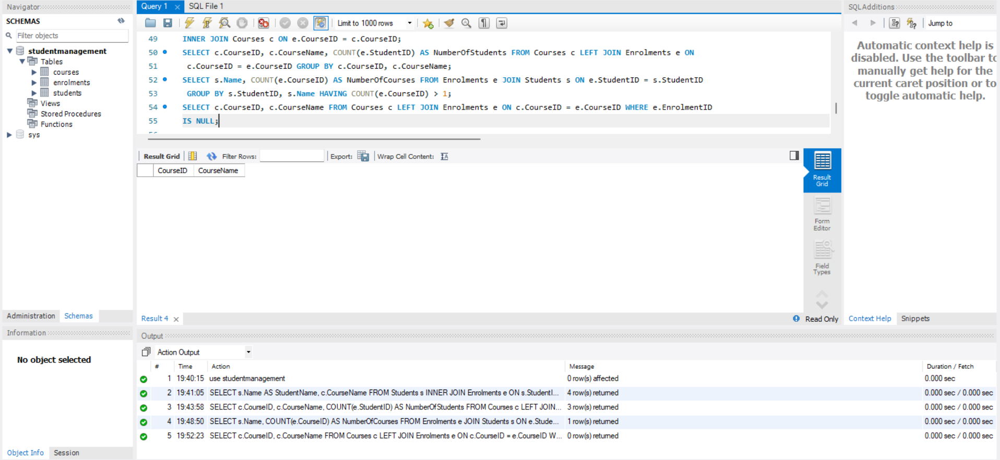 Navigator
SCHEMAS
Filter objects
studentmanagement
Tables
courses
enrolments
students
Views
Stored Procedures
Functions
sys
Administration Schemas
Information
No object selected
Object Info Session
Query 1 SQL File 1
Limit to 1000 rows
49 INNER JOIN Courses c ON e.CourseID = c.CourseID;
50 SELECT c.CourseID, c.CourseName, COUNT(e.StudentID) AS NumberOfStudents FROM Courses c LEFT JOIN Enrolments e ON
51 c.CourseID = e.CourseID GROUP BY c.CourseID, c.CourseName;
52 SELECT s.Name, COUNT(e.CourseID) AS NumberOfCourses FROM Enrolments e JOIN Students s ON e.StudentID = s.StudentID
53 GROUP BY s.StudentID, s.Name HAVING COUNT(e.CourseID) > 1;
54 SELECT c.CourseID, c.CourseName FROM Courses c LEFT JOIN Enrolments e ON c.CourseID = e.CourseID WHERE e.EnrolmentID
55 IS NULL;
Result Grid Filter Rows: Export: Wrap Cell Content:
CourseID CourseName
Result
Grid
Form
Editor
Field
Types
Result 4 Read Only
SQLAdditions
Jump to
Automatic context help is
disabled. Use the toolbar to
manually get help for the
current caret position or to
toggle automatic help.
Context Help Snippets
Output
Action Output
# Time Action Message Duration / Fetch
1 19:40:15 use studentmanagement 0 row(s) affected 0.000 sec
2 19:41:05 SELECT s.Name AS StudentName, c.CourseName FROM Students s INNER JOIN Enrolments e ON s.StudentI... 4 row(s) returned 0.000 sec / 0.000 sec
3 19:43:58 SELECT c.CourseID, c.CourseName, COUNT(e.StudentID) AS NumberOfStudents FROM Courses c LEFT JOIN... 3 row(s) returned 0.000 sec / 0.000 sec
4 19:48:50 SELECT s.Name, COUNT(e.CourseID) AS NumberOfCourses FROM Enrolments e JOIN Students s ON e.Stude... 1 row(s) returned 0.000 sec / 0.000 sec
5 19:52:23 SELECT c.CourseID, c.CourseName FROM Courses c LEFT JOIN Enrolments e ON c.CourseID = e.CourseID W... 0 row(s) returned 0.000 sec / 0.000 sec